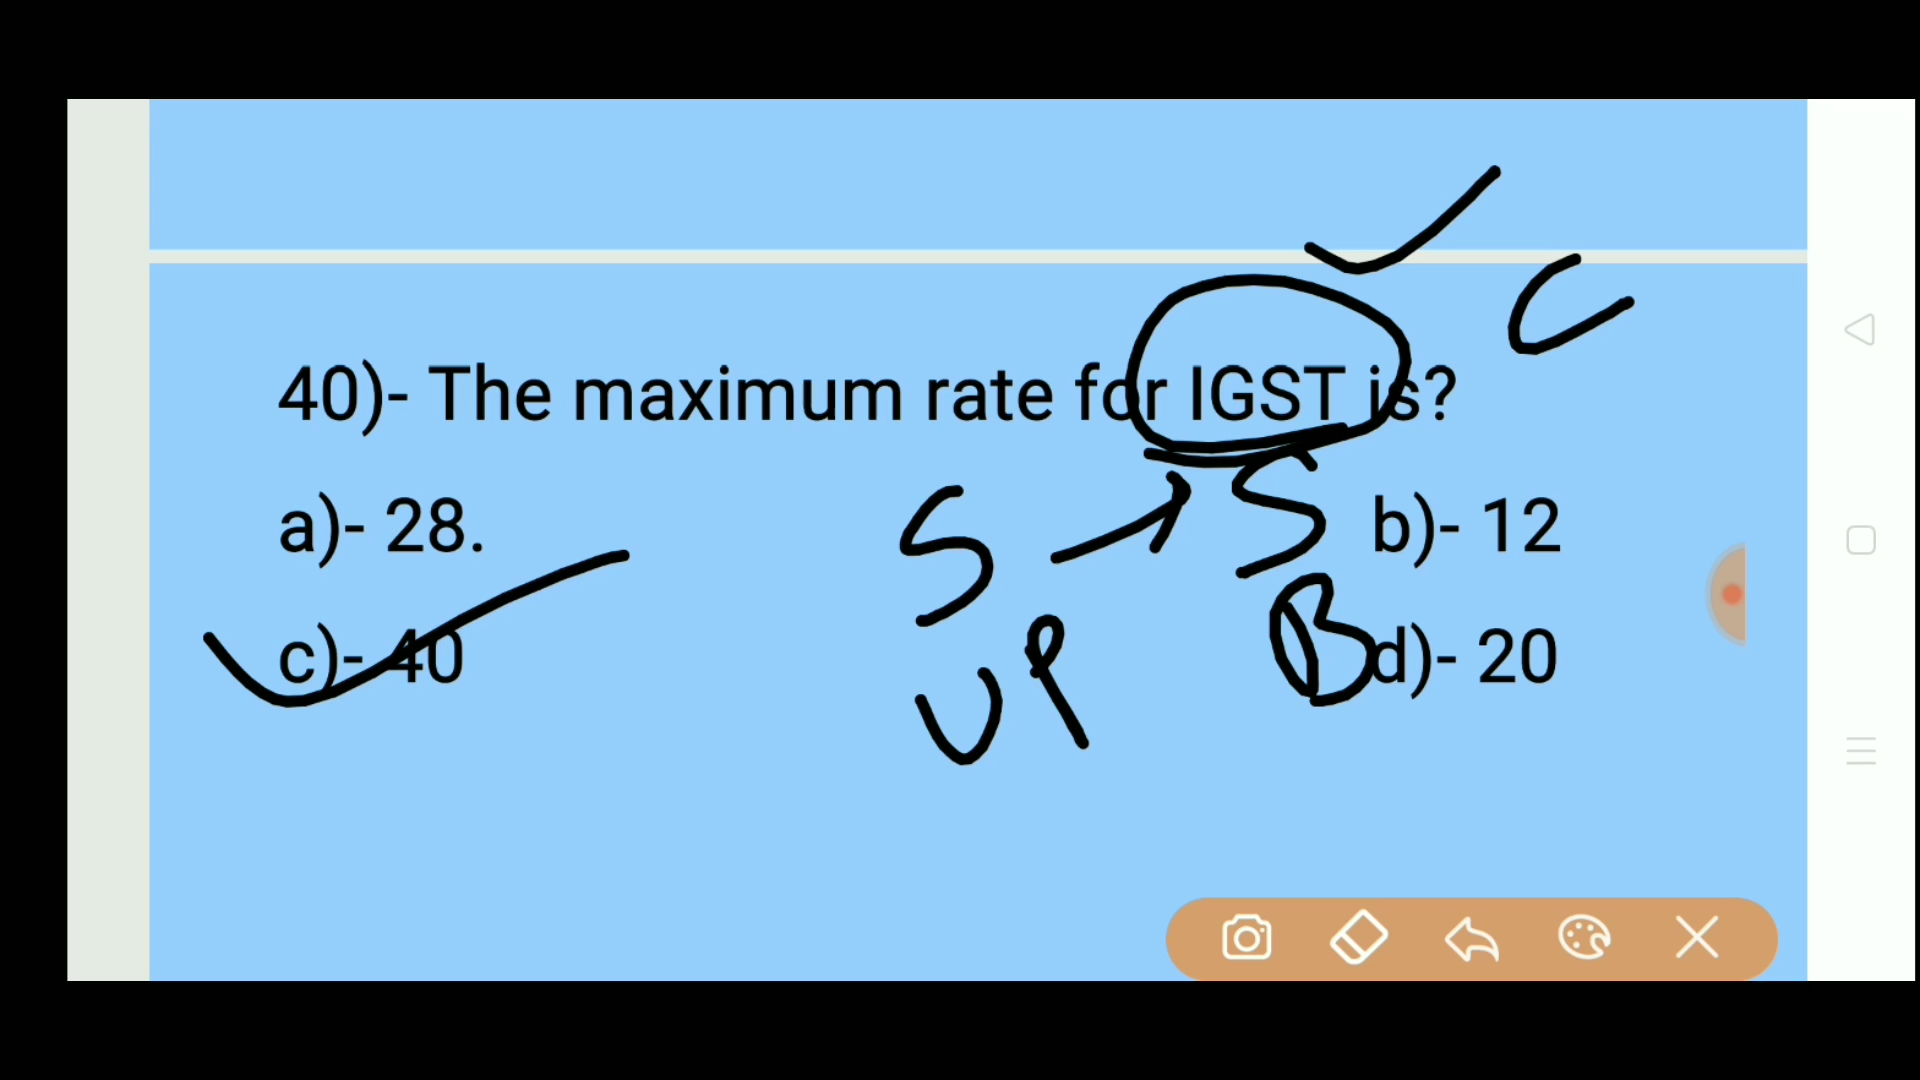 C
40)- The maximum rate for IGST is?
S → S
a)- 28. b)- 12
c)- 40 d)- 20
UP B